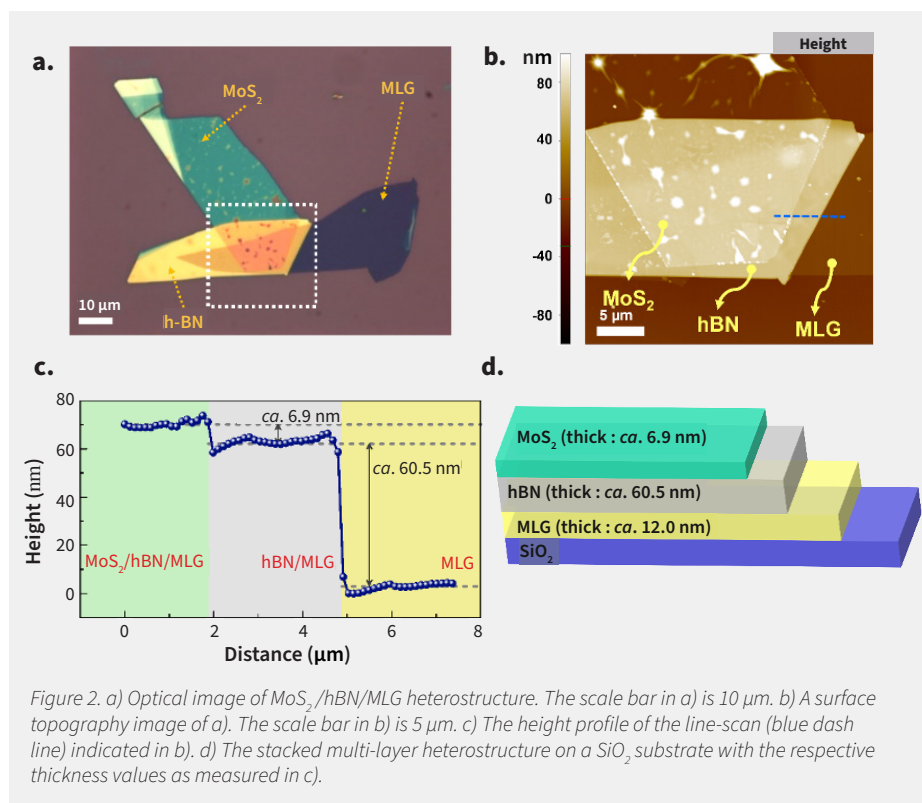 a.
MoS₂
MLG
10 µm
h-BN
b.
nm
Height
80
40
0
-40
-80
MoS₂
hBN
MLG
5 µm
c.
80
60
40
20
0
Height (nm)
ca. 6.9 nm
ca. 60.5 nm
MoS₂/hBN/MLG
hBN/MLG
MLG
0
2
4
6
8
Distance (µm)
d.
MoS₂ (thick : ca. 6.9 nm)
hBN (thick : ca. 60.5 nm)
MLG (thick : ca. 12.0 nm)
SiO₂
Figure 2. a) Optical image of MoS₂ /hBN/MLG heterostructure. The scale bar in a) is 10 µm. b) A surface
topography image of a). The scale bar in b) is 5 µm. c) The height profile of the line-scan (blue dash
line) indicated in b). d) The stacked multi-layer heterostructure on a SiO₂ substrate with the respective
thickness values as measured in c).